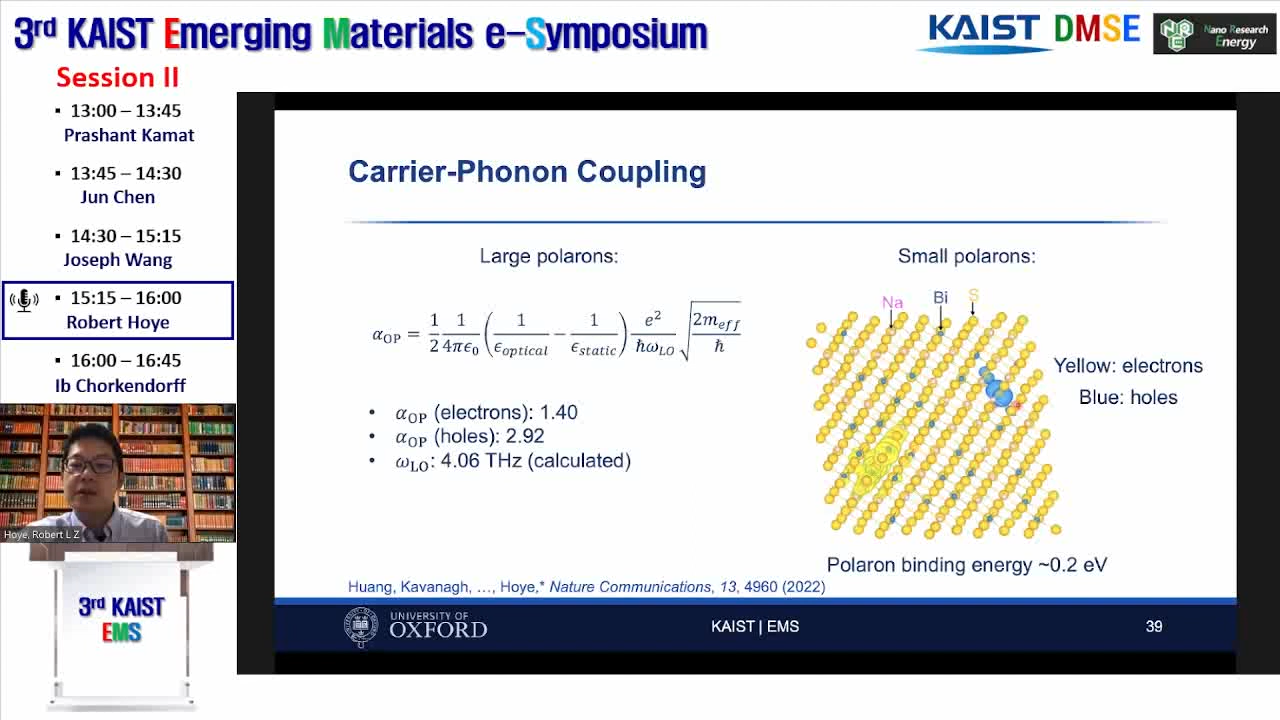 3rd KAIST Emerging Materials e-Symposium
KAIST DMSE
Nano Research
Energy
NRE
Session II
▪ 13:00 – 13:45
Prashant Kamat
▪ 13:45 – 14:30
Jun Chen
▪ 14:30 – 15:15
Joseph Wang
▪ 15:15 – 16:00
Robert Hoye
▪ 16:00 – 16:45
Ib Chorkendorff
Hoye, Robert L Z
3rd KAIST
EMS
Carrier-Phonon Coupling
Large polarons:
α_OP = 1/2 1/4πϵ₀ (1/ϵ_optical − 1/ϵ_static) e²/ħω_LO √(2m_eff/ħ)
• α_OP (electrons): 1.40
• α_OP (holes): 2.92
• ω_LO: 4.06 THz (calculated)
Small polarons:
Na Bi S
Yellow: electrons
Blue: holes
Polaron binding energy ~0.2 eV
Huang, Kavanagh, …, Hoye,* Nature Communications, 13, 4960 (2022)
UNIVERSITY OF
OXFORD
KAIST | EMS
39